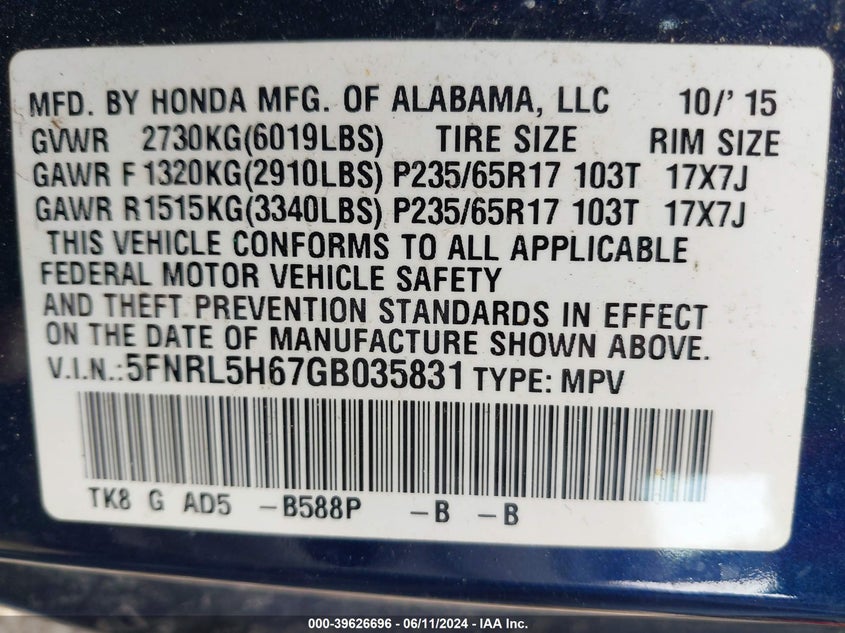 MFD. BY HONDA MFG. OF ALABAMA, LLC 10/' 15
GVWR 2730KG(6019LBS) TIRE SIZE RIM SIZE
GAWR F 1320KG(2910LBS) P235/65R17 103T 17X7J
GAWR R1515KG(3340LBS) P235/65R17 103T 17X7J
THIS VEHICLE CONFORMS TO ALL APPLICABLE
FEDERAL MOTOR VEHICLE SAFETY
AND THEFT PREVENTION STANDARDS IN EFFECT
ON THE DATE OF MANUFACTURE SHOWN ABOVE.
V.I.N.:5FNRL5H67GB035831 TYPE: MPV
TK8 G AD5 -B588P -B -B
000-39626696 - 06/11/2024 - IAA Inc.